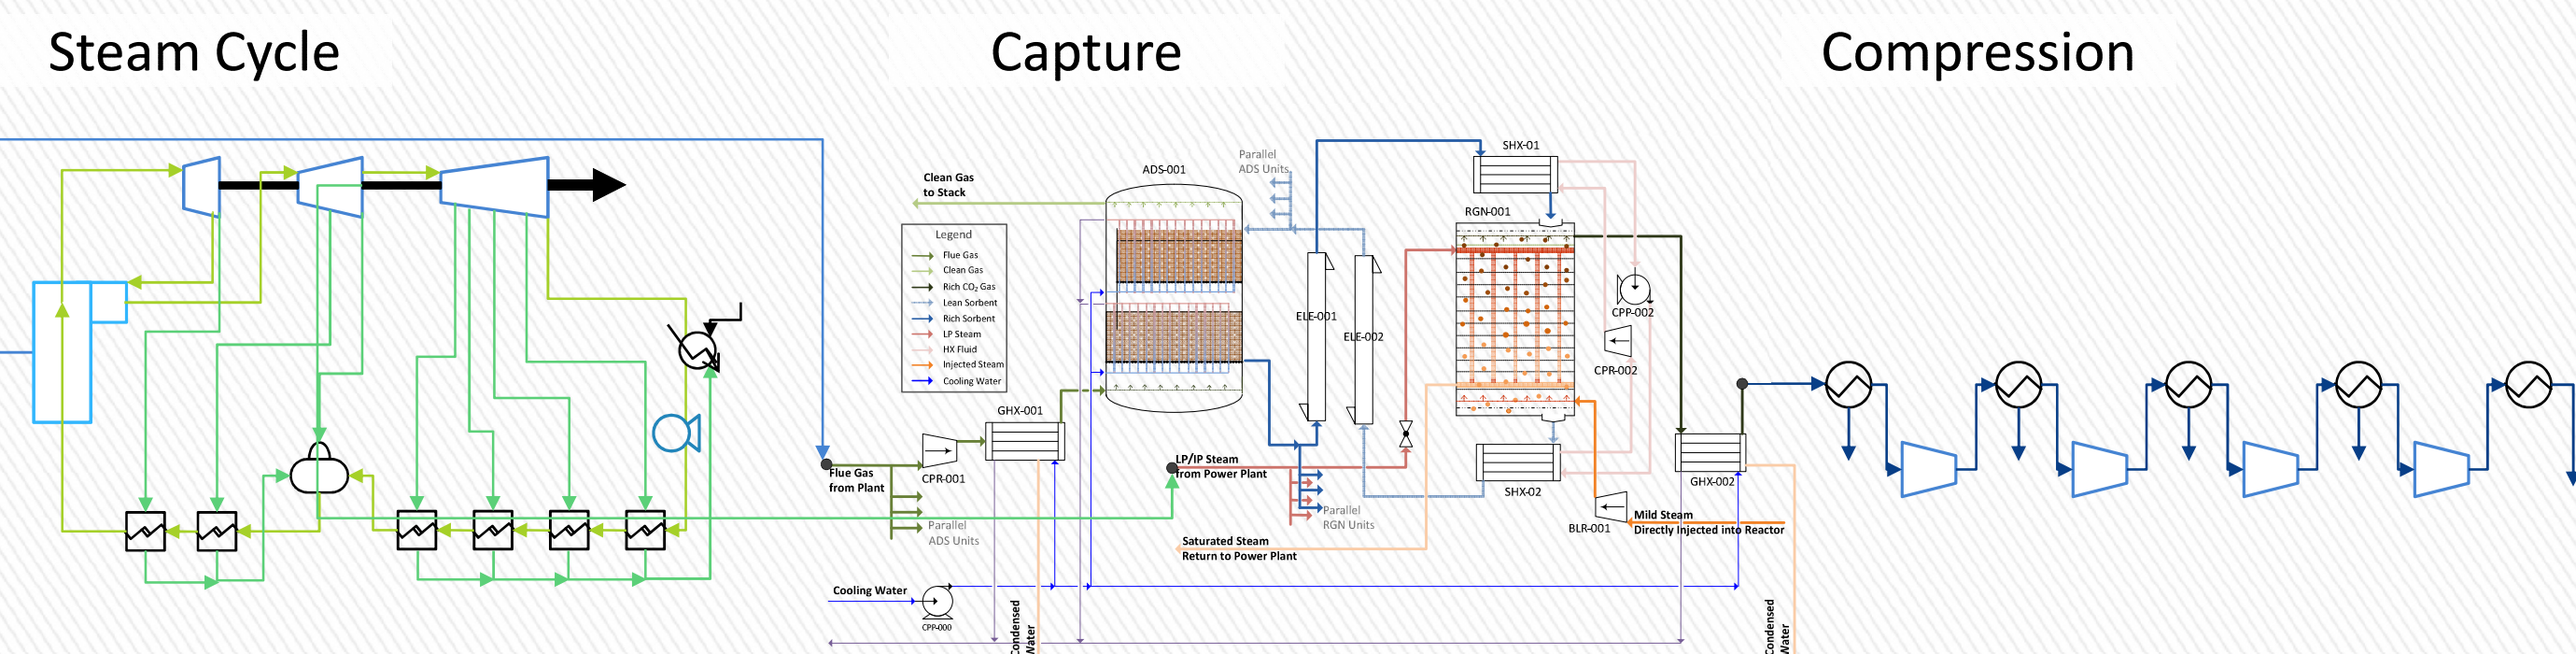 Steam Cycle
Capture
Compression
SHX-01
Parallel
ADS Units
ADS-001
Clean Gas
to Stack
RGN-001
Legend
Flue Gas
Clean Gas
Rich CO₂ Gas
Lean Sorbent
Rich Sorbent
LP Steam
HX Fluid
Injected Steam
Cooling Water
ELE-001
ELE-002
CPP-002
CPR-002
GHX-001
CPR-001
Flue Gas
from Plant
LP/IP Steam
from Power Plant
SHX-02
GHX-002
Parallel
ADS Units
Parallel
RGN Units
BLR-001
Mild Steam
Directly Injected into Reactor
Saturated Steam
Return to Power Plant
Cooling Water
CPP-000
Condensed
Water
Condensed
Water